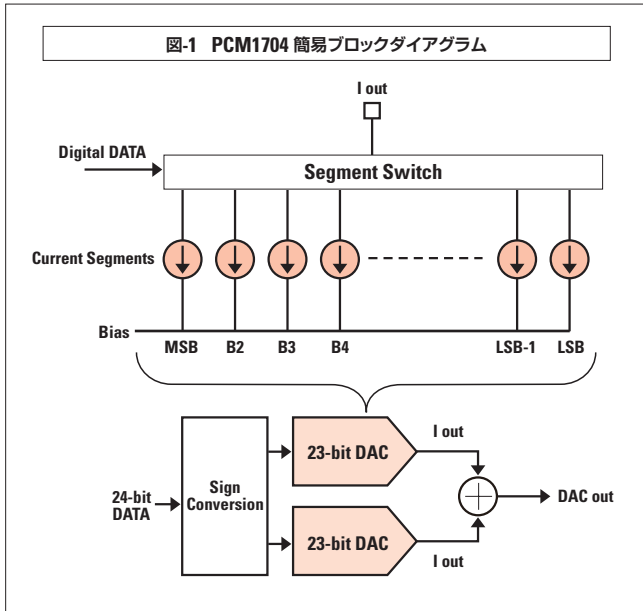 図-1 PCM1704 簡易ブロックダイアグラム
I out
Digital DATA
Segment Switch
Current Segments
Bias
MSB B2 B3 B4 LSB-1 LSB
23-bit DAC
I out
24-bit
DATA
Sign
Conversion
DAC out
23-bit DAC
I out